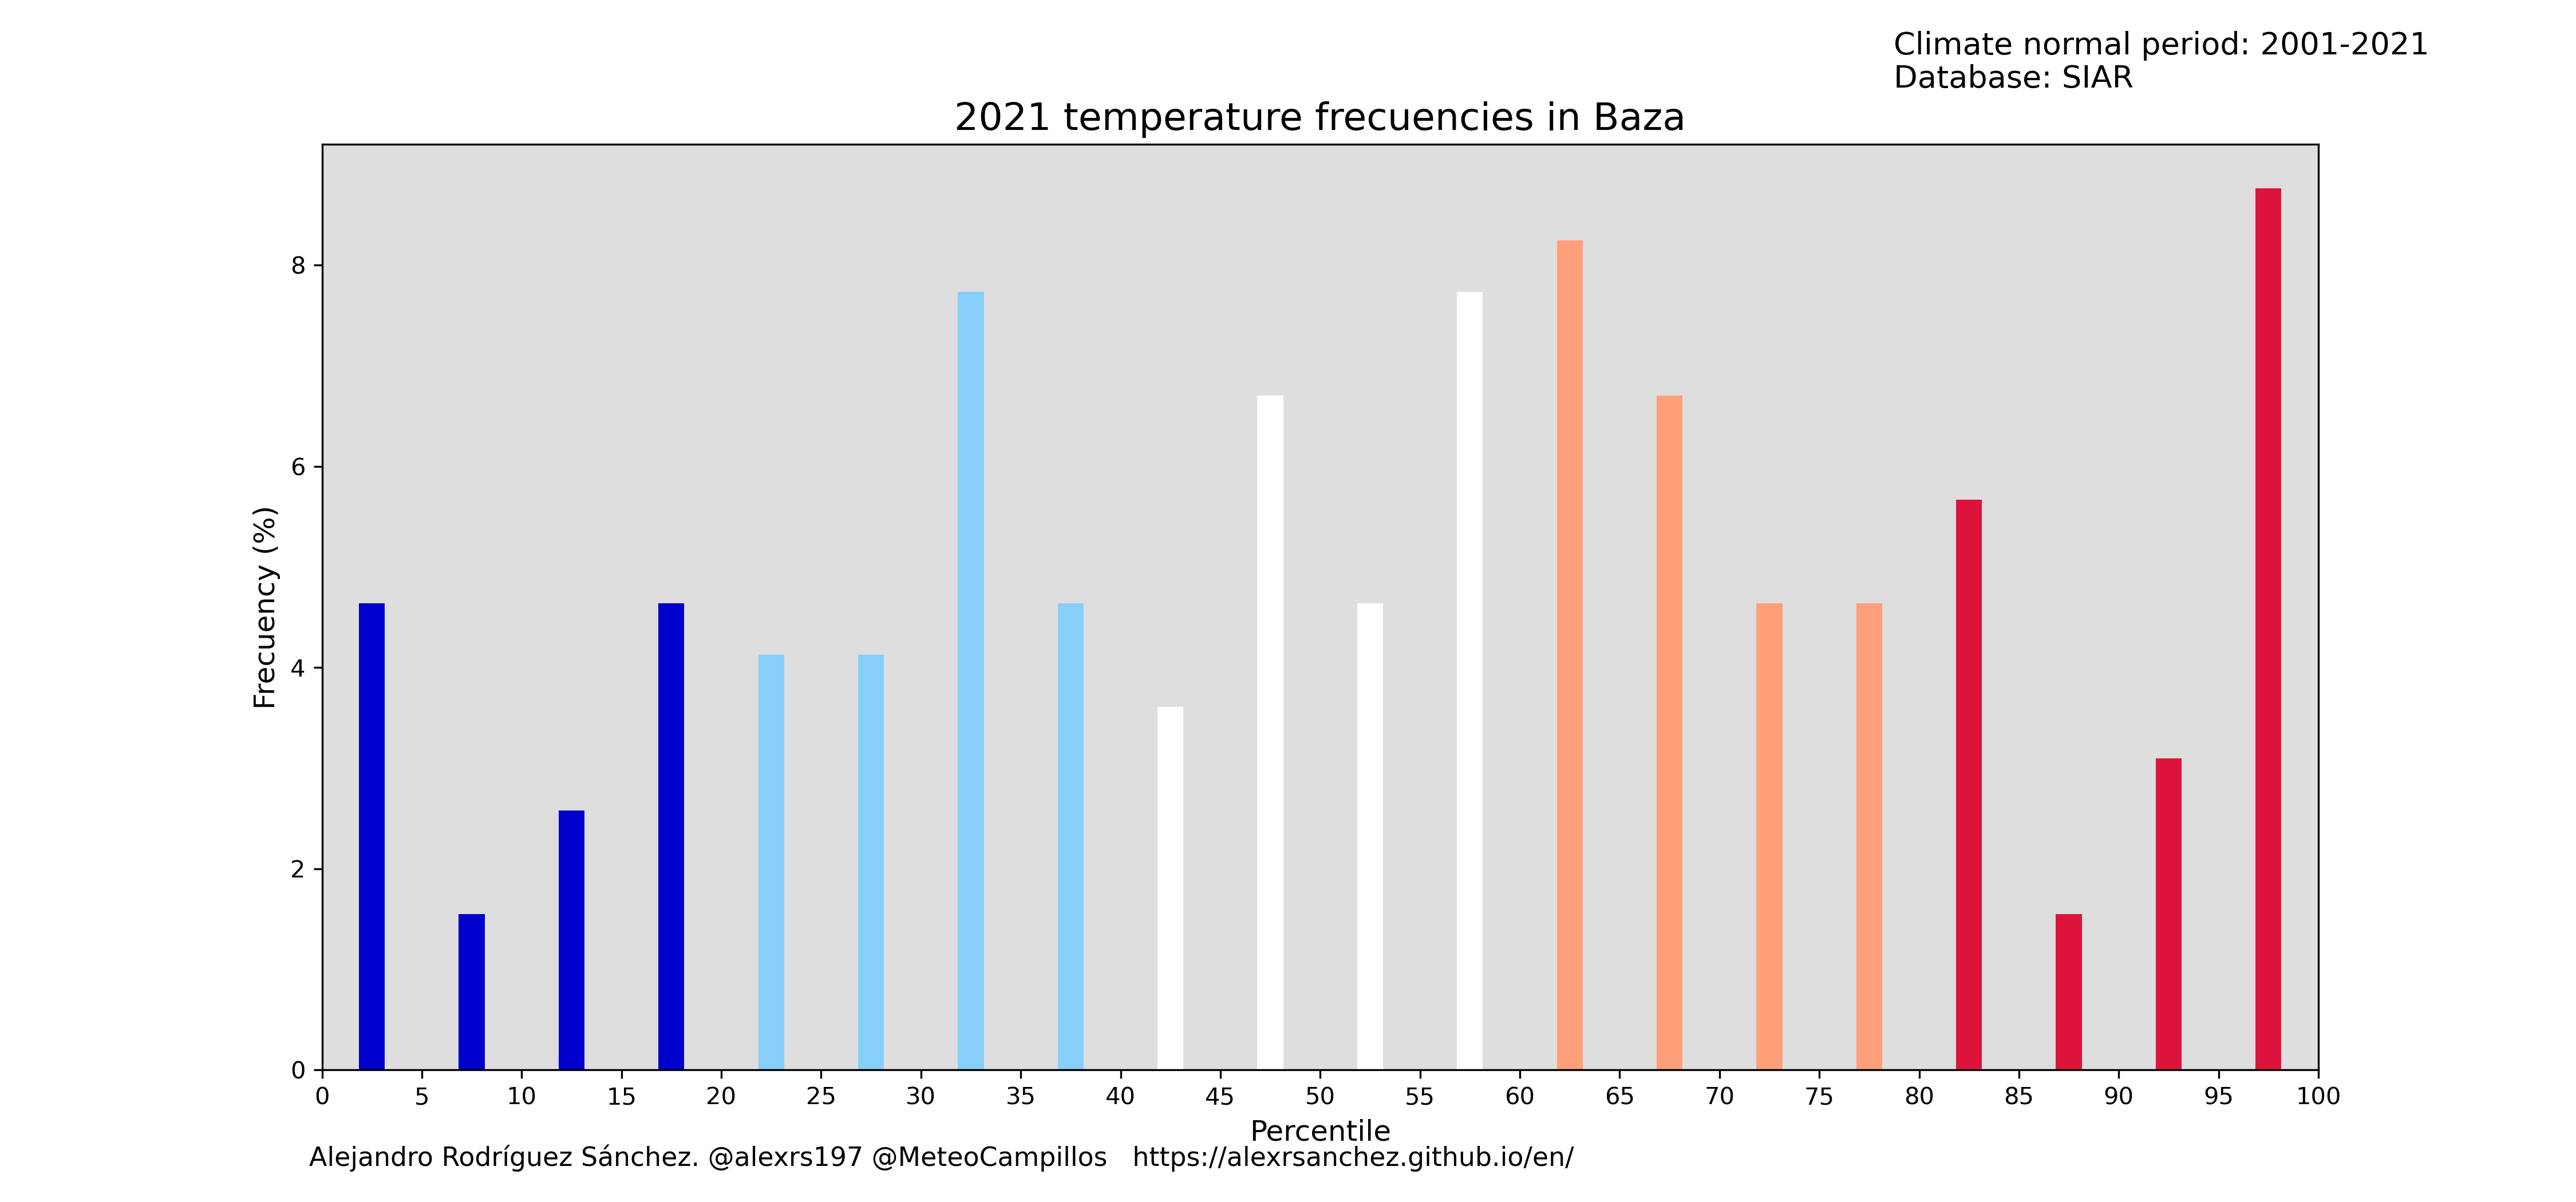 Climate normal period: 2001-2021
Database: SIAR
2021 temperature frecuencies in Baza
8
6
4
2
0
Frecuency (%)
0 5 10 15 20 25 30 35 40 45 50 55 60 65 70 75 80 85 90 95 100
Percentile
Alejandro Rodríguez Sánchez. @alexrs197 @MeteoCampillos https://alexrsanchez.github.io/en/